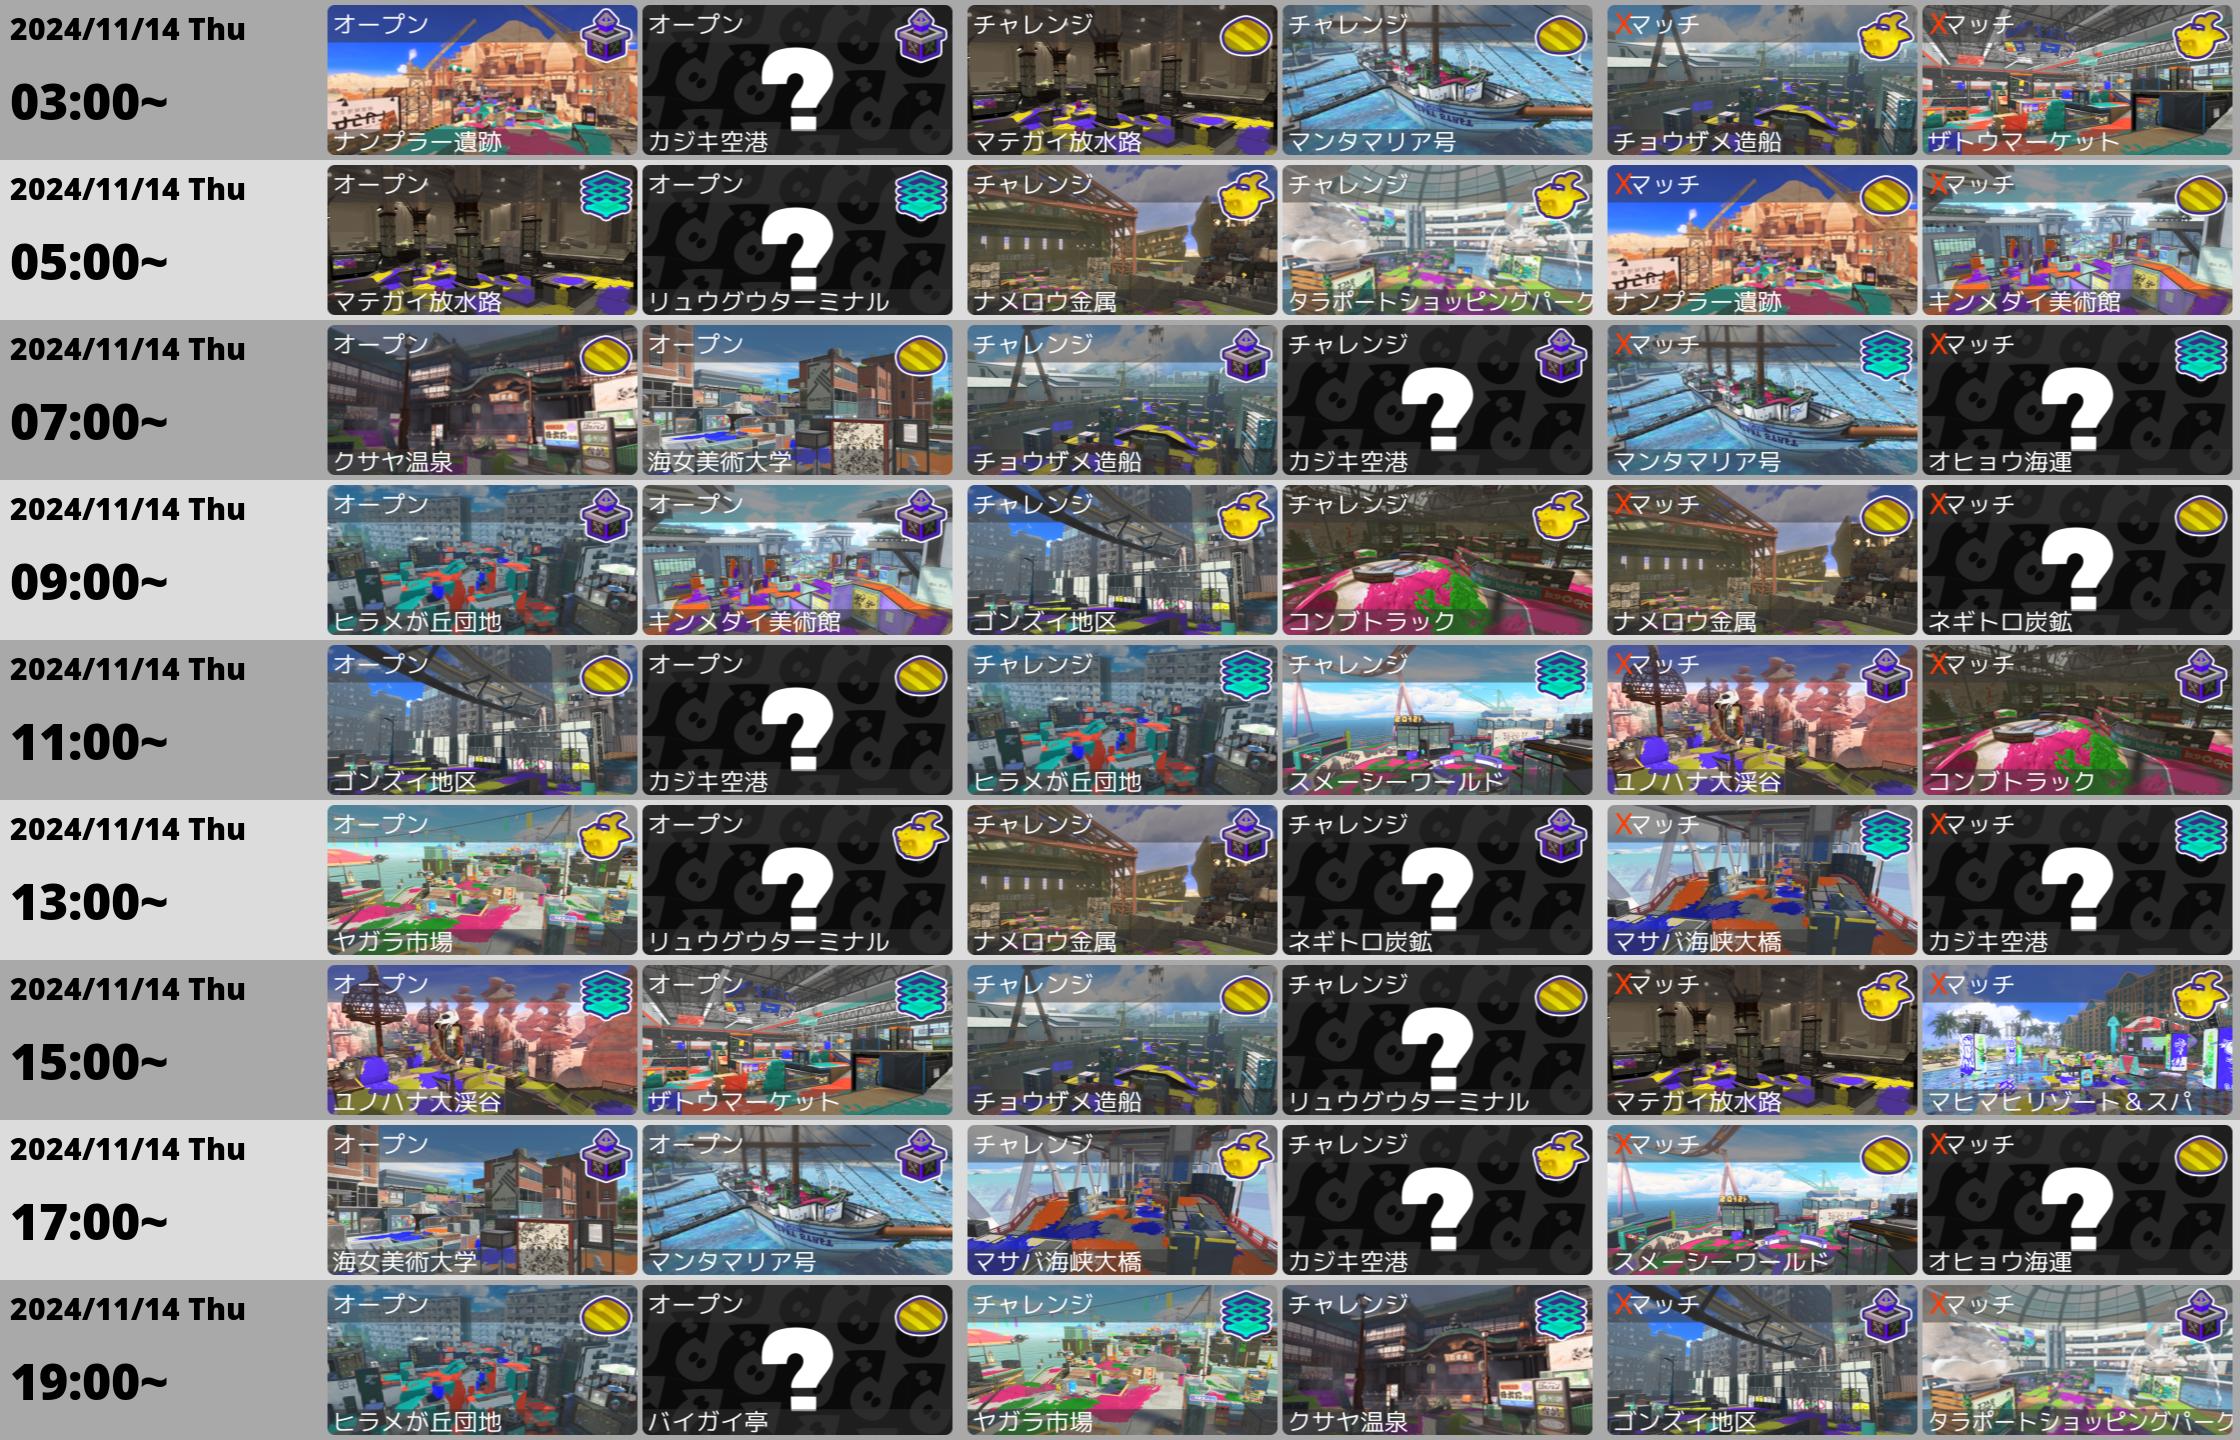 2024/11/14 Thu
03:00~
オープン
ナンプラー遺跡
オープン
カジキ空港
チャレンジ
マテガイ放水路
チャレンジ
マンタマリア号
Xマッチ
チョウザメ造船
Xマッチ
ザトウマーケット
2024/11/14 Thu
05:00~
オープン
マテガイ放水路
オープン
リュウグウターミナル
チャレンジ
ナメロウ金属
チャレンジ
タラポートショッピングパーク
Xマッチ
ナンプラー遺跡
Xマッチ
キンメダイ美術館
2024/11/14 Thu
07:00~
オープン
クサヤ温泉
オープン
海女美術大学
チャレンジ
チョウザメ造船
チャレンジ
カジキ空港
Xマッチ
マンタマリア号
Xマッチ
オヒョウ海運
2024/11/14 Thu
09:00~
オープン
ヒラメが丘団地
オープン
キンメダイ美術館
チャレンジ
ゴンズイ地区
チャレンジ
コンブトラック
Xマッチ
ナメロウ金属
Xマッチ
ネギトロ炭鉱
2024/11/14 Thu
11:00~
オープン
ゴンズイ地区
オープン
カジキ空港
チャレンジ
ヒラメが丘団地
チャレンジ
スメーシーワールド
Xマッチ
ユノハナ大渓谷
Xマッチ
コンブトラック
2024/11/14 Thu
13:00~
オープン
ヤガラ市場
オープン
リュウグウターミナル
チャレンジ
ナメロウ金属
チャレンジ
ネギトロ炭鉱
Xマッチ
マサバ海峡大橋
Xマッチ
カジキ空港
2024/11/14 Thu
15:00~
オープン
ユノハナ大渓谷
オープン
ザトウマーケット
チャレンジ
チョウザメ造船
チャレンジ
リュウグウターミナル
Xマッチ
マテガイ放水路
Xマッチ
マヒマヒリゾート＆スパ
2024/11/14 Thu
17:00~
オープン
海女美術大学
オープン
マンタマリア号
チャレンジ
マサバ海峡大橋
チャレンジ
カジキ空港
Xマッチ
スメーシーワールド
Xマッチ
オヒョウ海運
2024/11/14 Thu
19:00~
オープン
ヒラメが丘団地
オープン
バイガイ亭
チャレンジ
ヤガラ市場
チャレンジ
クサヤ温泉
Xマッチ
ゴンズイ地区
Xマッチ
タラポートショッピングパーク